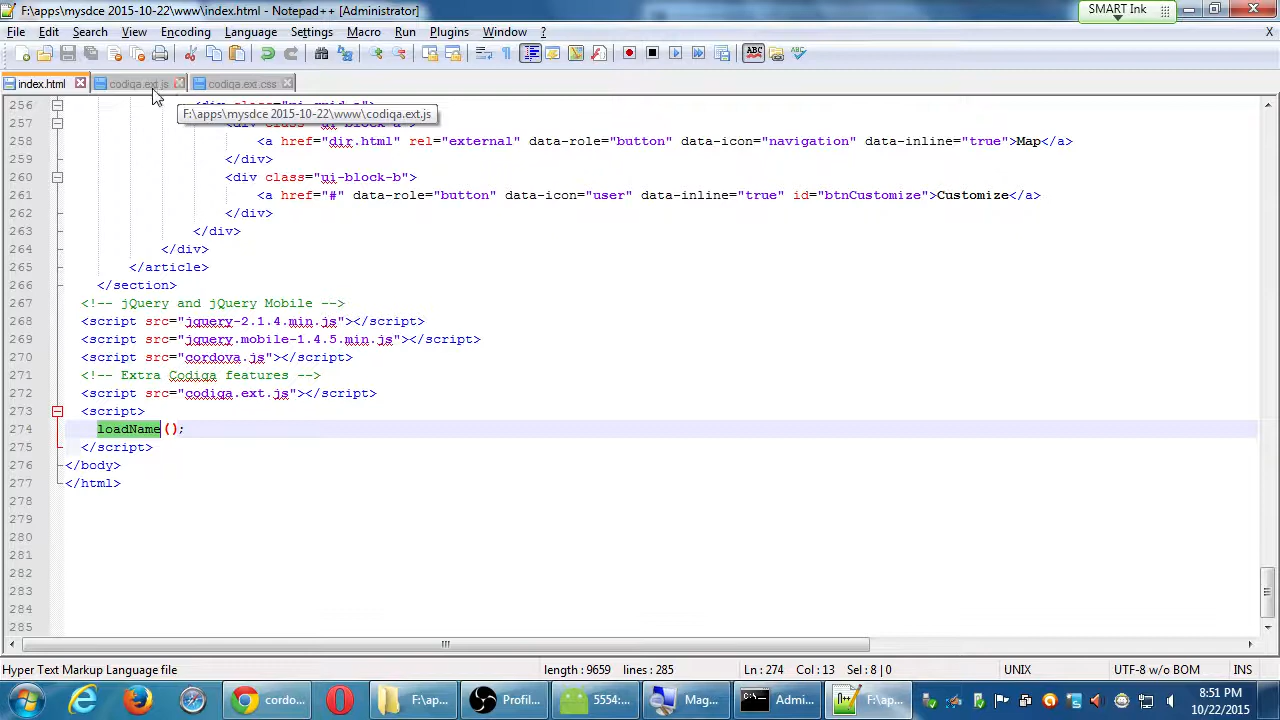 F:\apps\mysdce 2015-10-22\www\index.html - Notepad++ [Administrator]
SMART Ink
File Edit Search View Encoding Language Settings Macro Run Plugins Window ? X
index.html codiqa.ext.js codiqa.ext.css
F:\apps\mysdce 2015-10-22\www\codiqa.ext.js
256
257
258 <a href="dir.html" rel="external" data-role="button" data-icon="navigation" data-inline="true">Map</a>
259 </div>
260 <div class="ui-block-b">
261 <a href="#" data-role="button" data-icon="user" data-inline="true" id="btnCustomize">Customize</a>
262 </div>
263 </div>
264 </div>
265 </article>
266 </section>
267 <!-- jQuery and jQuery Mobile -->
268 <script src="jquery-2.1.4.min.js"></script>
269 <script src="jquery.mobile-1.4.5.min.js"></script>
270 <script src="cordova.js"></script>
271 <!-- Extra Codiqa features -->
272 <script src="codiqa.ext.js"></script>
273 <script>
274 loadName();
275 </script>
276 </body>
277 </html>
278
279
280
281
282
283
284
285
Hyper Text Markup Language file length : 9659 lines : 285 Ln : 274 Col : 13 Sel : 8 | 0 UNIX UTF-8 w/o BOM INS
cordo... F:\ap... Profil... 5554:... Mag... Admi... F:\ap... 8:51 PM
10/22/2015